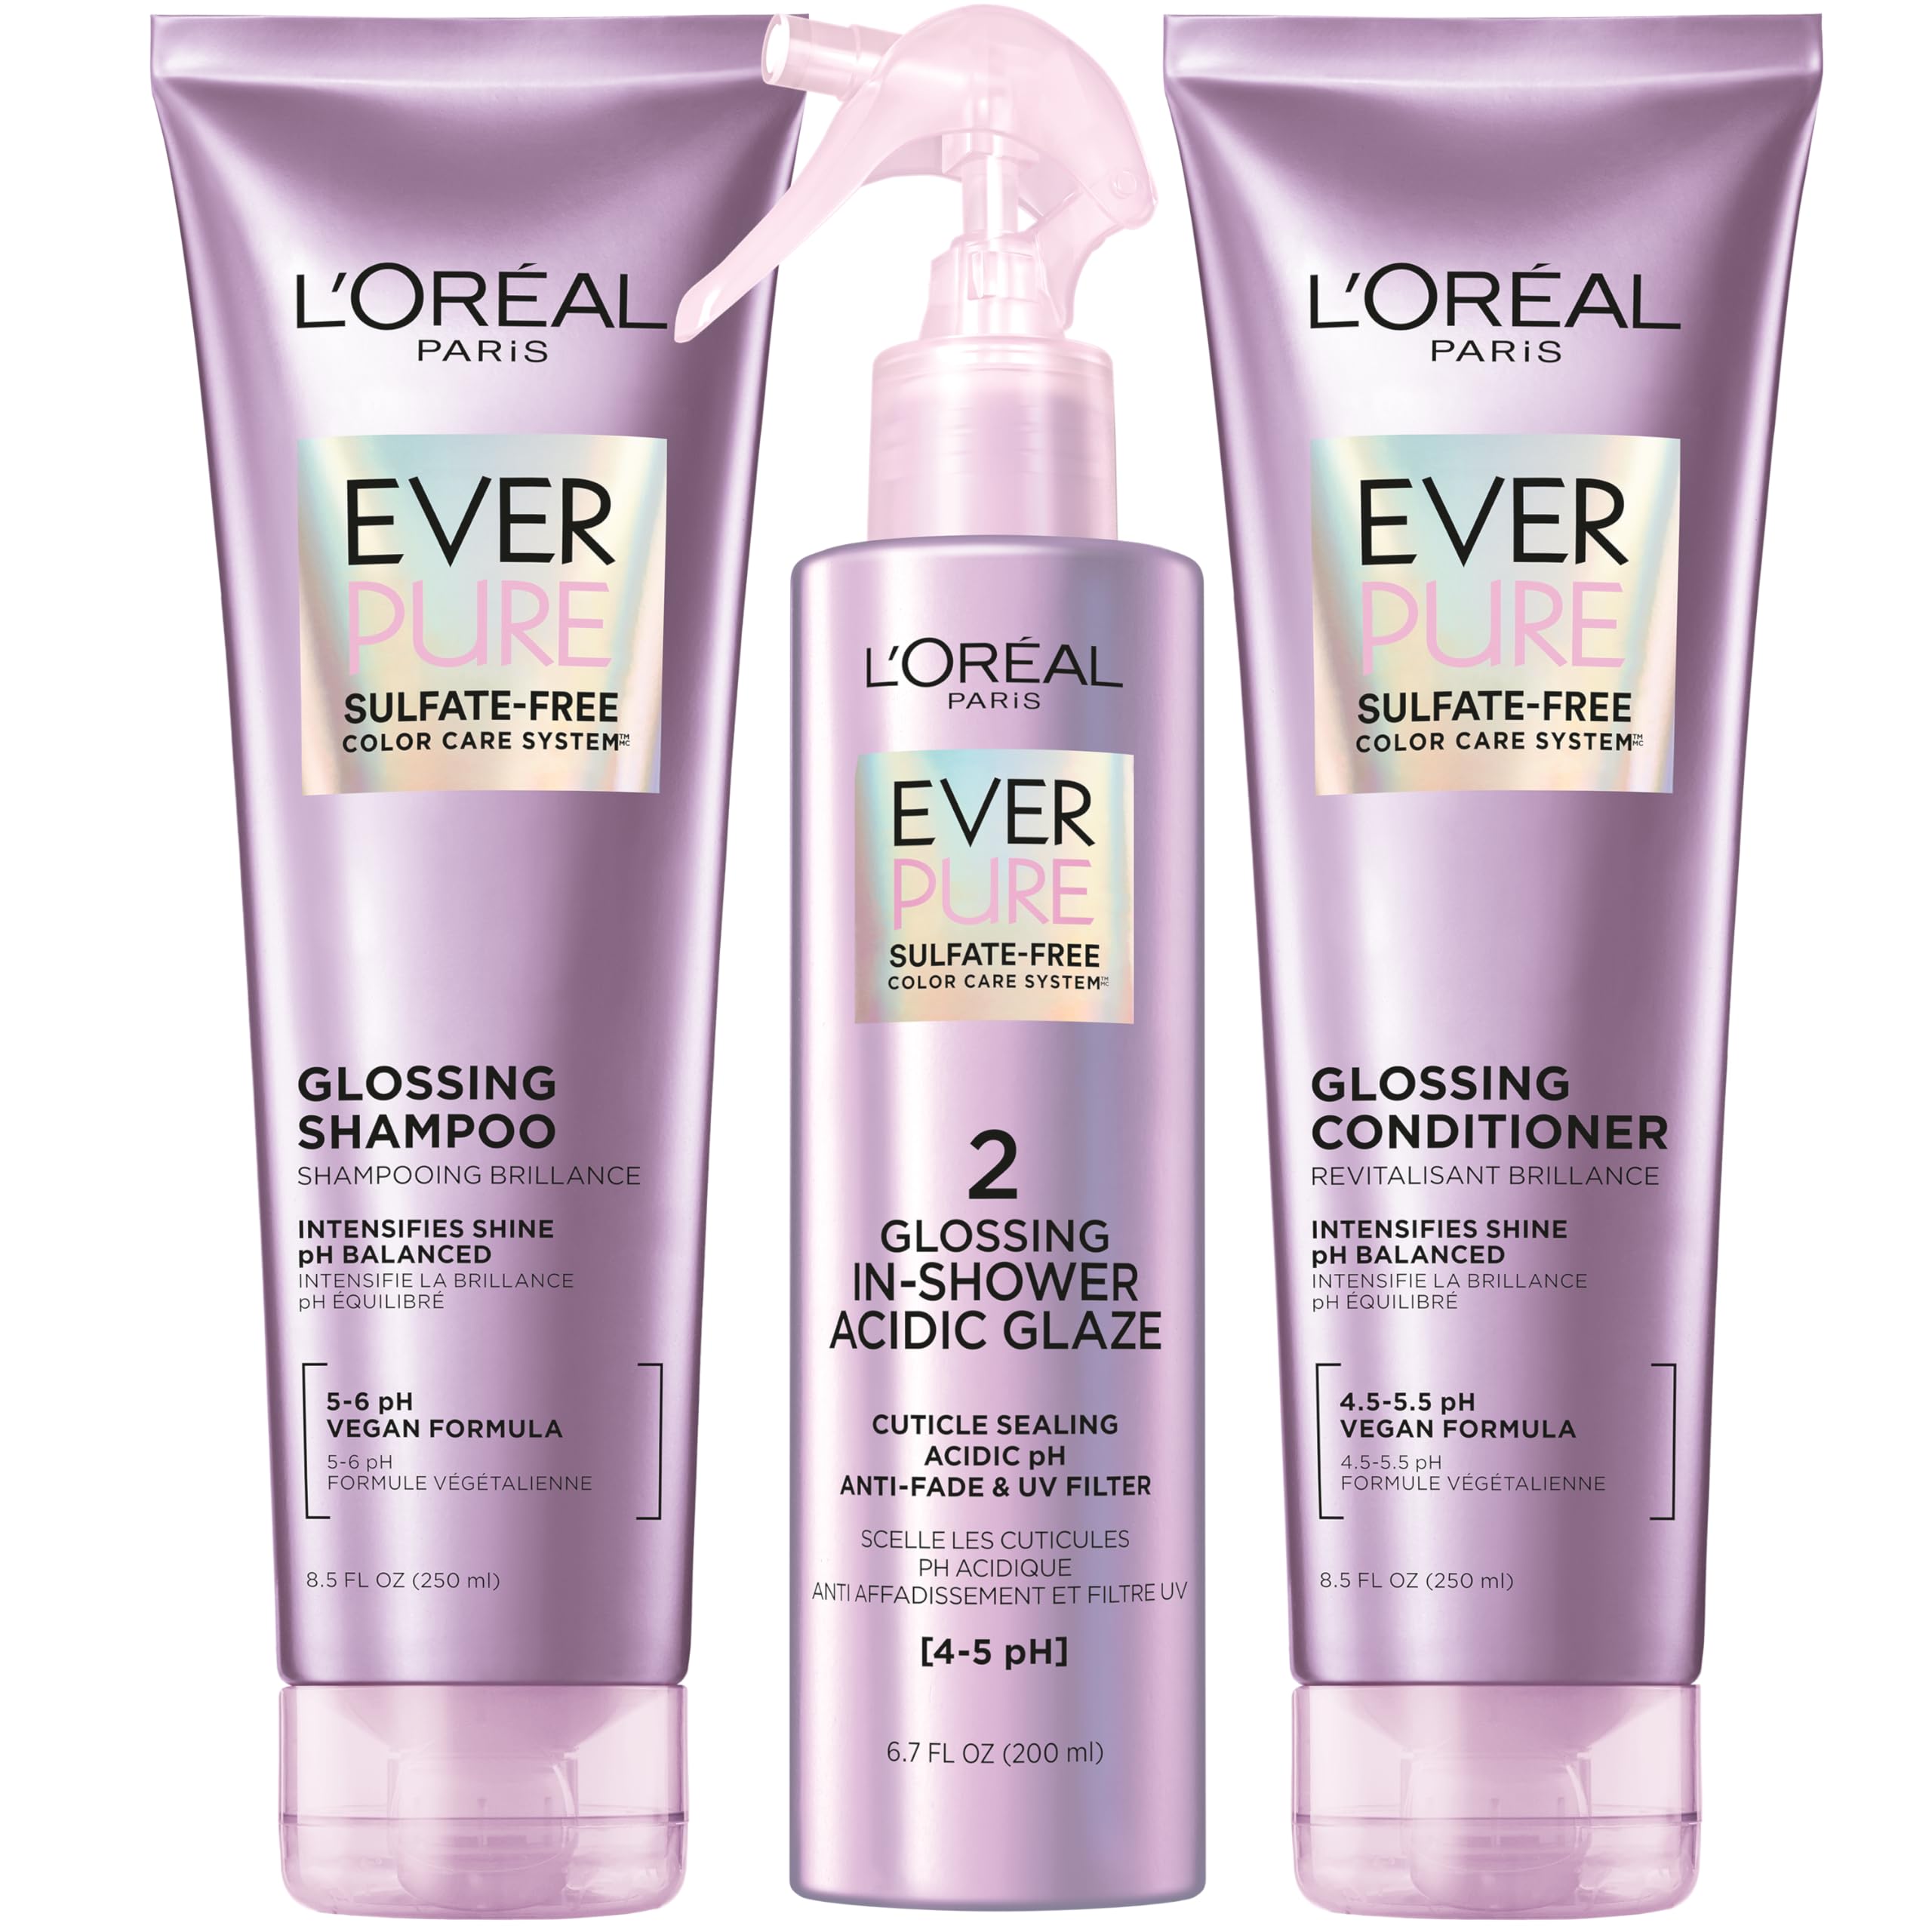 L'ORÉAL
PARiS
EVER
PURE
SULFATE-FREE
COLOR CARE SYSTEM™MC
GLOSSING
SHAMPOO
SHAMPOOING BRILLANCE
INTENSIFIES SHINE
pH BALANCED
INTENSIFIE LA BRILLANCE
pH ÉQUILIBRÉ
5-6 pH
VEGAN FORMULA
5-6 pH
FORMULE VÉGÉTALIENNE
8.5 FL OZ (250 ml)
L'ORÉAL
PARiS
EVER
PURE
SULFATE-FREE
COLOR CARE SYSTEM™MC
2
GLOSSING
IN-SHOWER
ACIDIC GLAZE
CUTICLE SEALING
ACIDIC pH
ANTI-FADE & UV FILTER
SCELLE LES CUTICULES
PH ACIDIQUE
ANTI AFFADISSEMENT ET FILTRE UV
[4-5 pH]
6.7 FL OZ (200 ml)
L'ORÉAL
PARiS
EVER
PURE
SULFATE-FREE
COLOR CARE SYSTEM™MC
GLOSSING
CONDITIONER
REVITALISANT BRILLANCE
INTENSIFIES SHINE
pH BALANCED
INTENSIFIE LA BRILLANCE
pH ÉQUILIBRÉ
4.5-5.5 pH
VEGAN FORMULA
4.5-5.5 pH
FORMULE VÉGÉTALIENNE
8.5 FL OZ (250 ml)